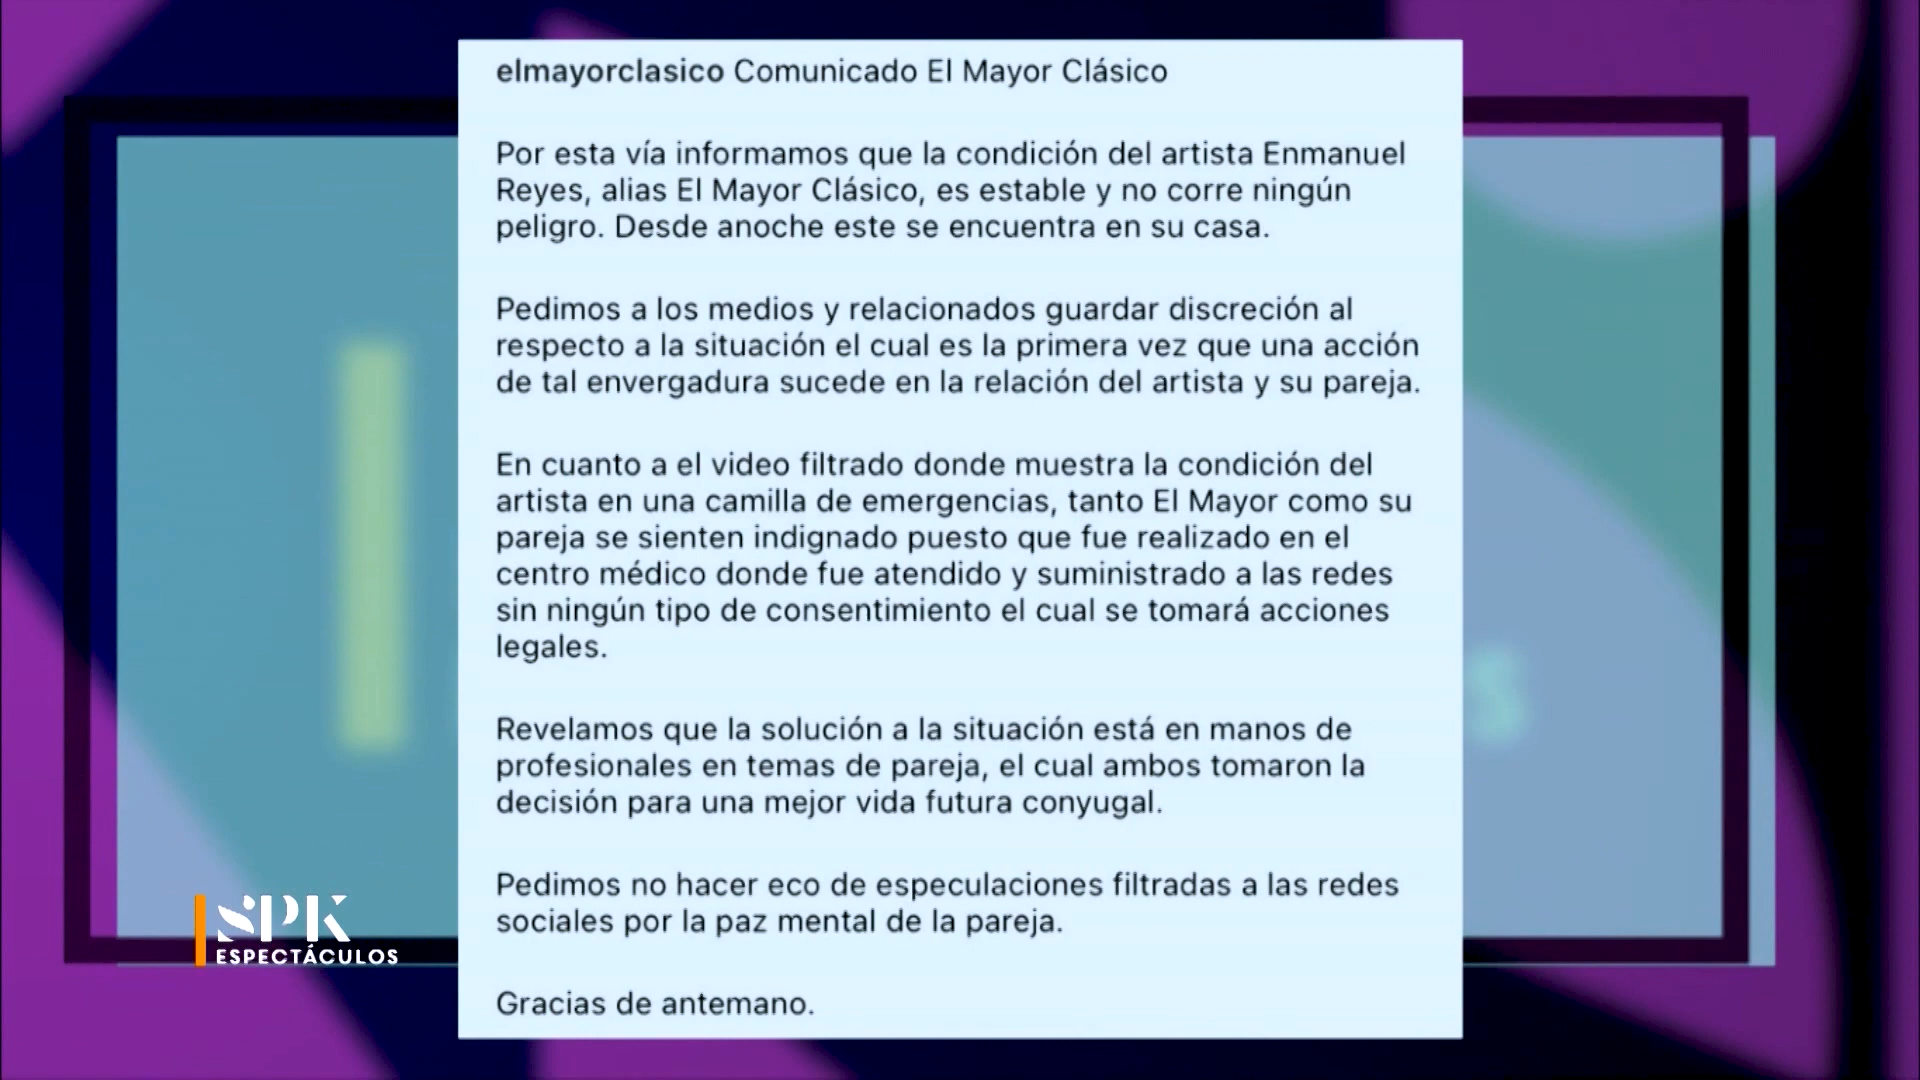 elmayorclasico Comunicado El Mayor Clásico
Por esta vía informamos que la condición del artista Enmanuel
Reyes, alias El Mayor Clásico, es estable y no corre ningún
peligro. Desde anoche este se encuentra en su casa.
Pedimos a los medios y relacionados guardar discreción al
respecto a la situación el cual es la primera vez que una acción
de tal envergadura sucede en la relación del artista y su pareja.
En cuanto a el video filtrado donde muestra la condición del
artista en una camilla de emergencias, tanto El Mayor como su
pareja se sienten indignado puesto que fue realizado en el
centro médico donde fue atendido y suministrado a las redes
sin ningún tipo de consentimiento el cual se tomará acciones
legales.
Revelamos que la solución a la situación está en manos de
profesionales en temas de pareja, el cual ambos tomaron la
decisión para una mejor vida futura conyugal.
Pedimos no hacer eco de especulaciones filtradas a las redes
sociales por la paz mental de la pareja.
Gracias de antemano.
SPK
ESPECTÁCULOS